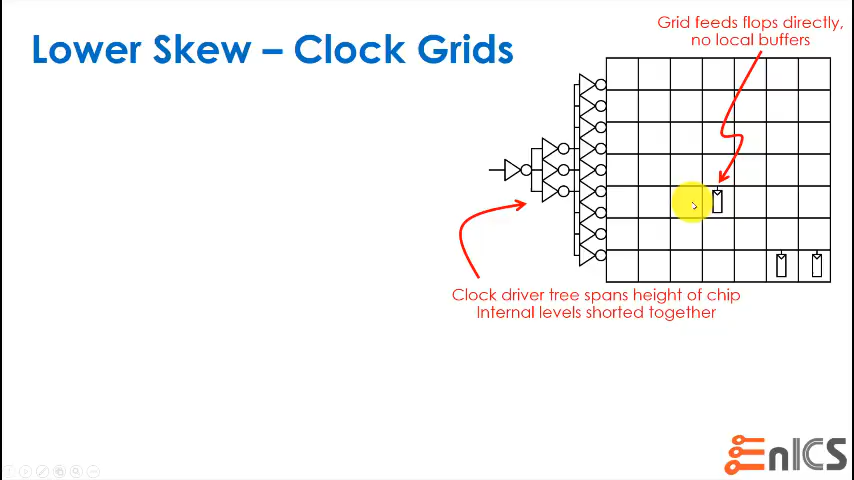 Lower Skew – Clock Grids
Grid feeds flops directly,
no local buffers
Clock driver tree spans height of chip
Internal levels shorted together
EnICS